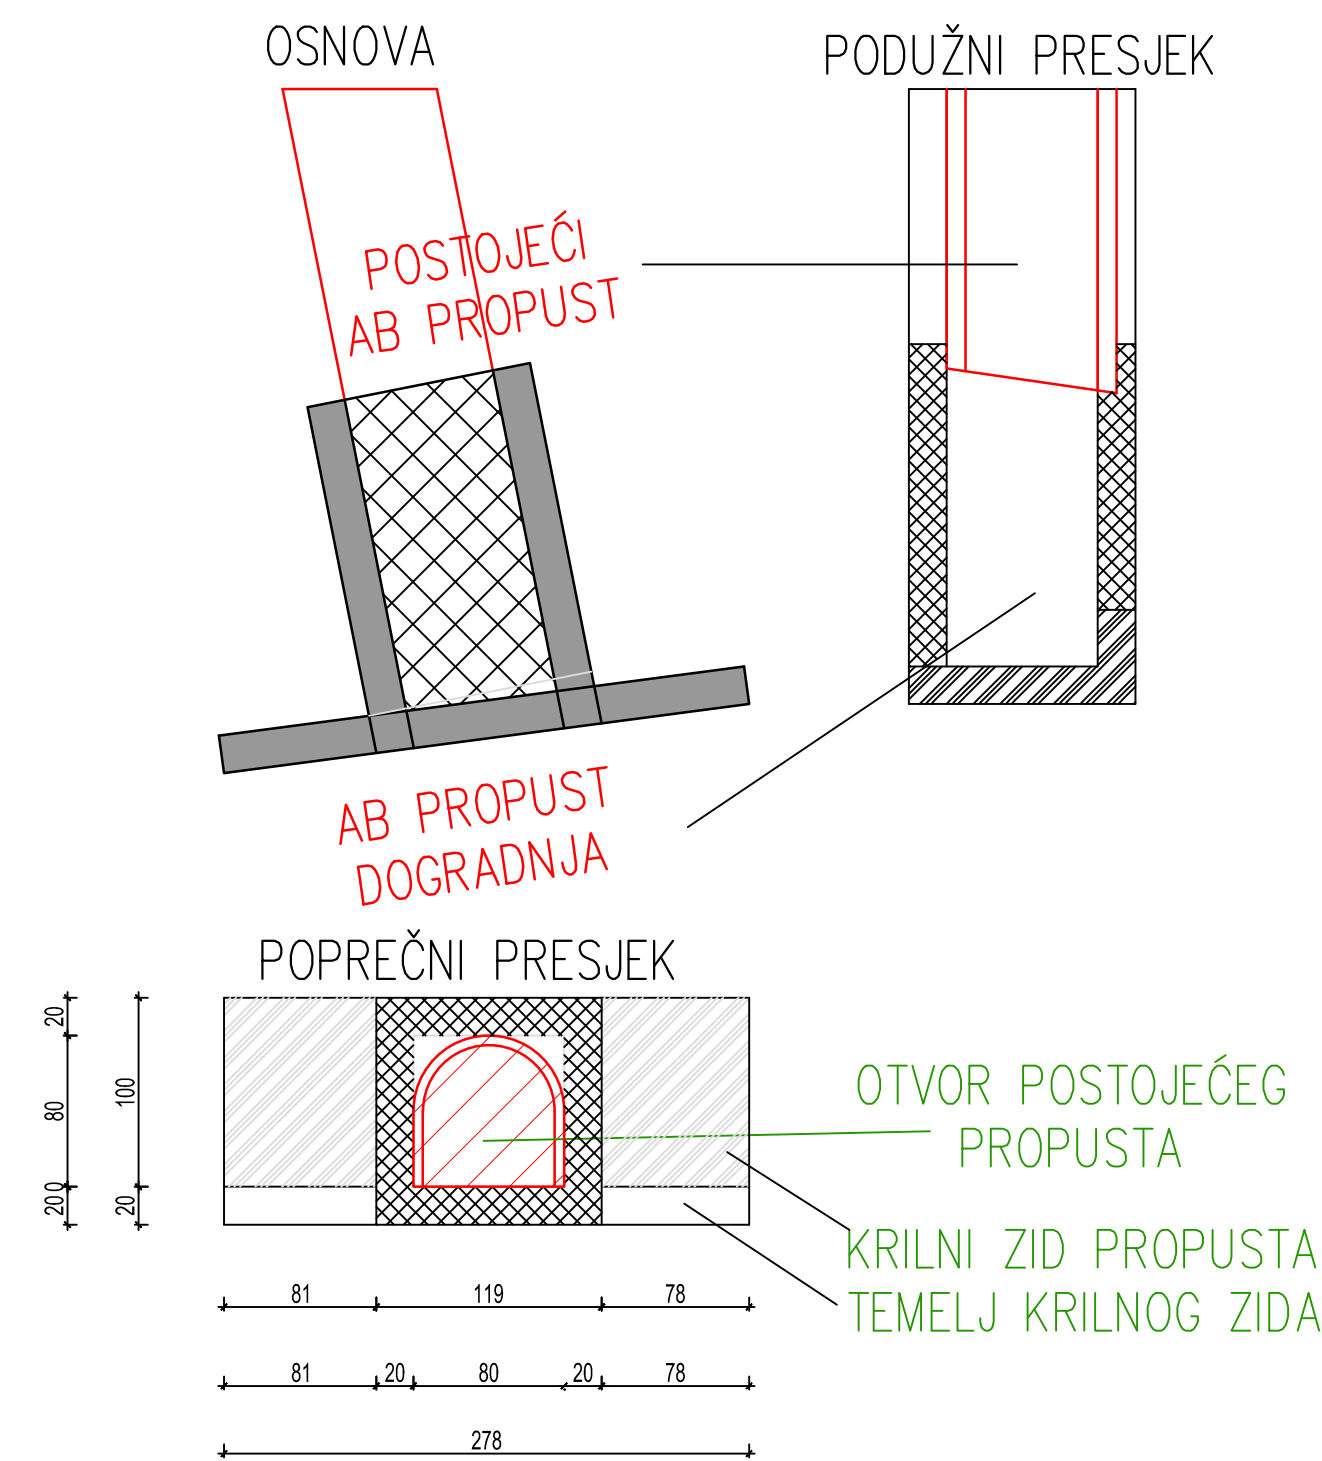 OSNOVA
PODUŽNI PRESJEK
POSTOJEĆI
AB PROPUST
AB PROPUST
DOGRADNJA
POPREČNI PRESJEK
20
80
200
100
20
OTVOR POSTOJEĆEG
PROPUSTA
KRILNI ZID PROPUSTA
TEMELJ KRILNOG ZIDA
81 119 78
81 20 80 20 78
278